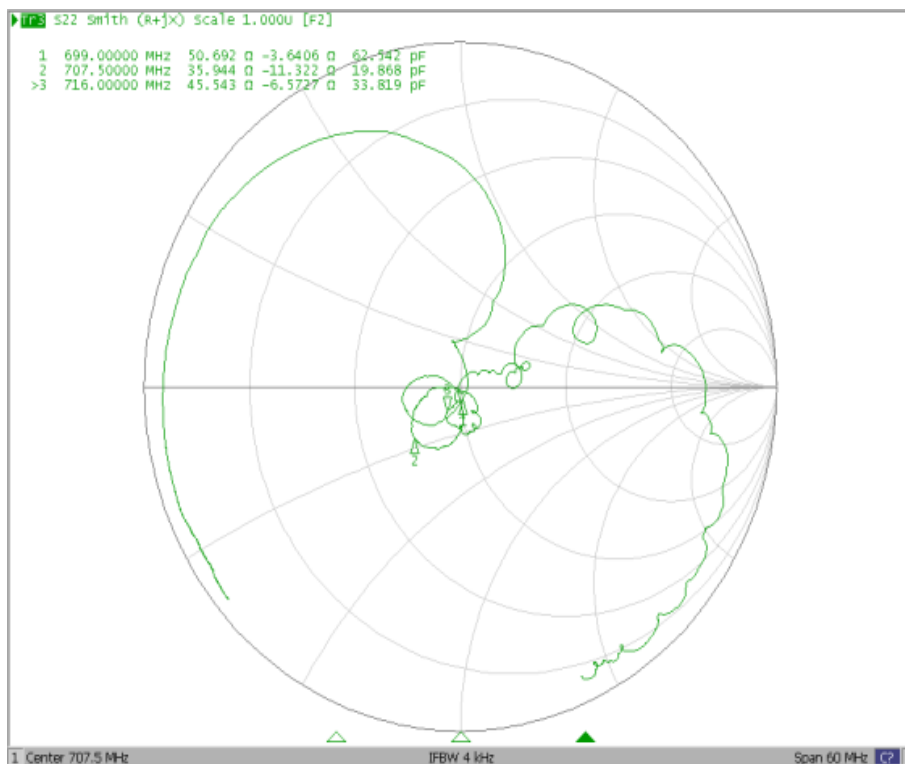 Tr3 S22 Smith (R+jX) Scale 1.000U [F2]
1 699.00000 MHz 50.692 Ω -3.6406 Ω 62.542 pF
2 707.50000 MHz 35.944 Ω -11.322 Ω 19.868 pF
>3 716.00000 MHz 45.543 Ω -6.5727 Ω 33.819 pF
2
1 Center 707.5 MHz IFBW 4 kHz Span 60 MHz C?